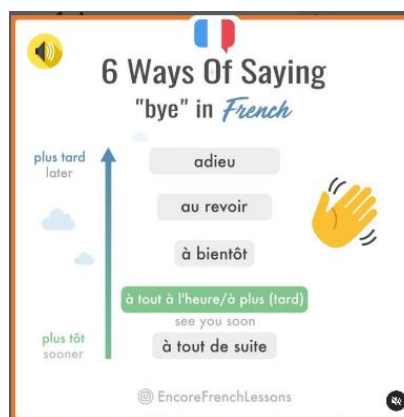 6 Ways Of Saying
"bye" in French
plus tard
later
adieu
au revoir
à bientôt
à tout à l'heure/à plus (tard)
see you soon
plus tôt
sooner
à tout de suite
EncoreFrenchLessons